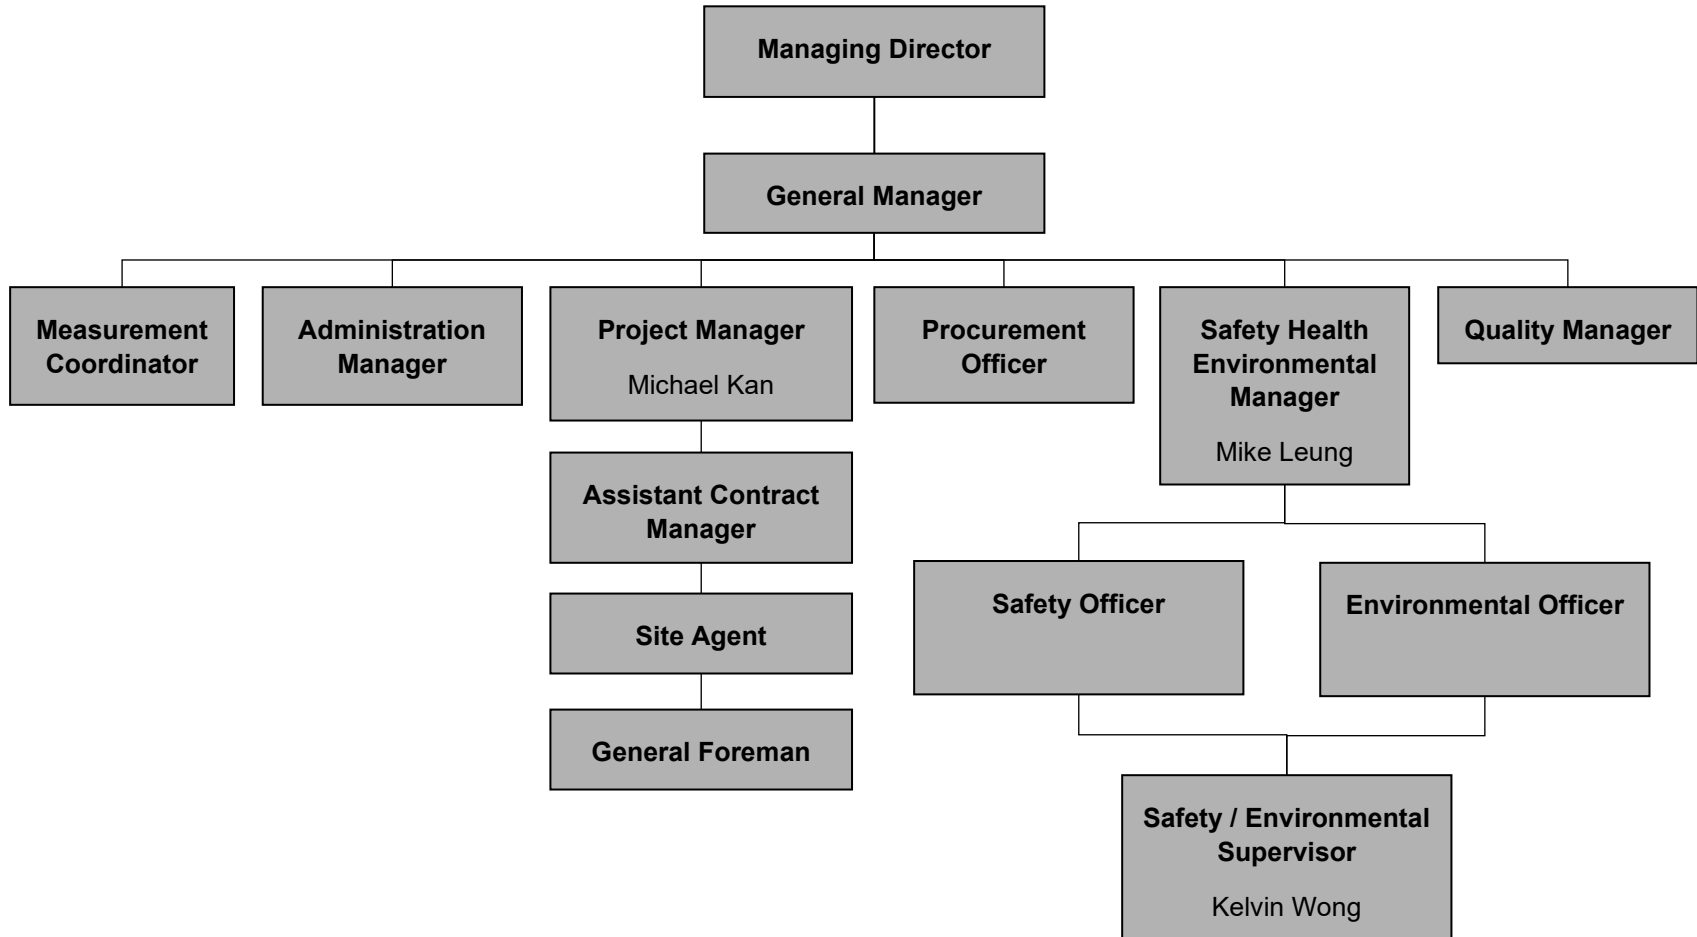 Managing Director
General Manager
Measurement
Coordinator
Administration
Manager
Project Manager
Michael Kan
Procurement
Officer
Safety Health
Environmental
Manager
Mike Leung
Quality Manager
Assistant Contract
Manager
Site Agent
General Foreman
Safety Officer
Environmental Officer
Safety / Environmental
Supervisor
Kelvin Wong